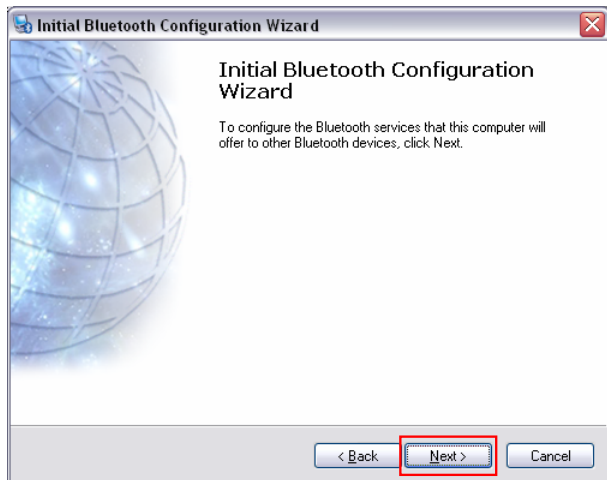 Initial Bluetooth Configuration Wizard
Initial Bluetooth Configuration
Wizard
To configure the Bluetooth services that this computer will
offer to other Bluetooth devices, click Next.
< Back Next > Cancel